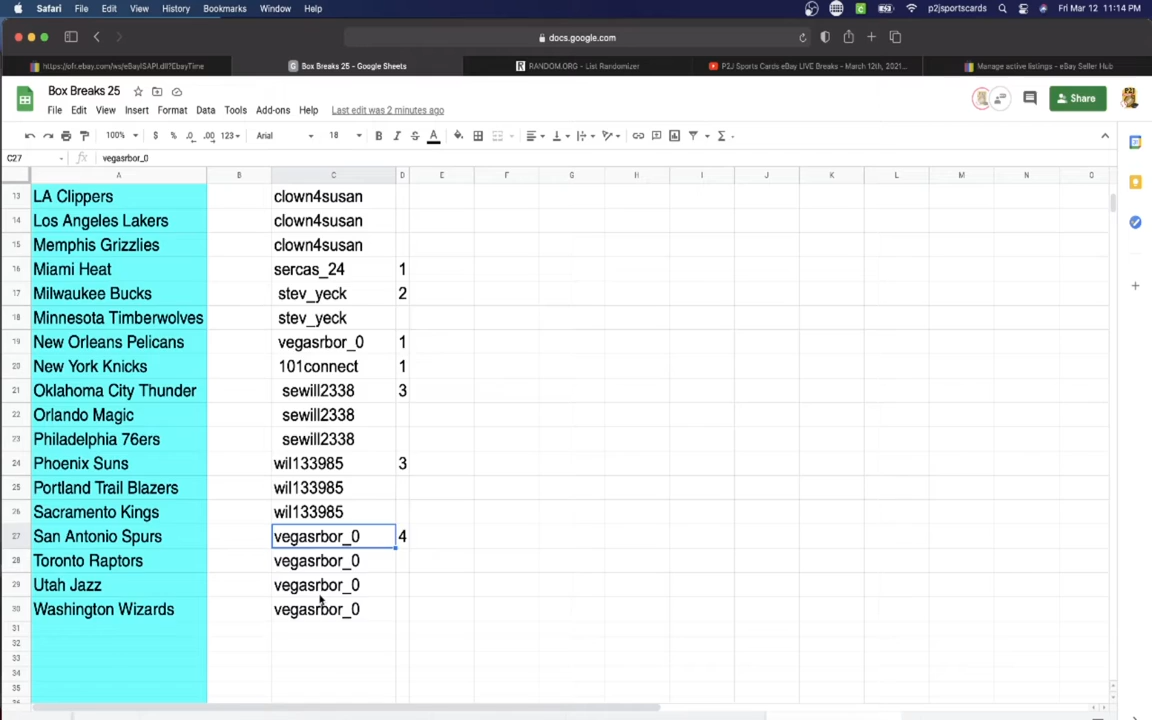 Safari File Edit View History Bookmarks Window Help p2jsportscards Fri Mar 12 11:14 PM
docs.google.com
https://ofr.ebay.com/ws/eBayISAPI.dll?EbayTime Box Breaks 25 - Google Sheets RANDOM.ORG - List Randomizer P2J Sports Cards eBay LIVE Breaks - March 12th, 2021... Manage active listings - eBay Seller Hub
Box Breaks 25
File Edit View Insert Format Data Tools Add-ons Help Last edit was 2 minutes ago Share
100% $ % .0 .00 123 Arial 18 B I S A
C27 fx vegasrbor_0
A B C D E F G H I J K L M N O
13 LA Clippers clown4susan
14 Los Angeles Lakers clown4susan
15 Memphis Grizzlies clown4susan
16 Miami Heat sercas_24 1
17 Milwaukee Bucks stev_yeck 2
18 Minnesota Timberwolves stev_yeck
19 New Orleans Pelicans vegasrbor_0 1
20 New York Knicks 101connect 1
21 Oklahoma City Thunder sewill2338 3
22 Orlando Magic sewill2338
23 Philadelphia 76ers sewill2338
24 Phoenix Suns wil133985 3
25 Portland Trail Blazers wil133985
26 Sacramento Kings wil133985
27 San Antonio Spurs vegasrbor_0 4
28 Toronto Raptors vegasrbor_0
29 Utah Jazz vegasrbor_0
30 Washington Wizards vegasrbor_0
31
32
33
34
35